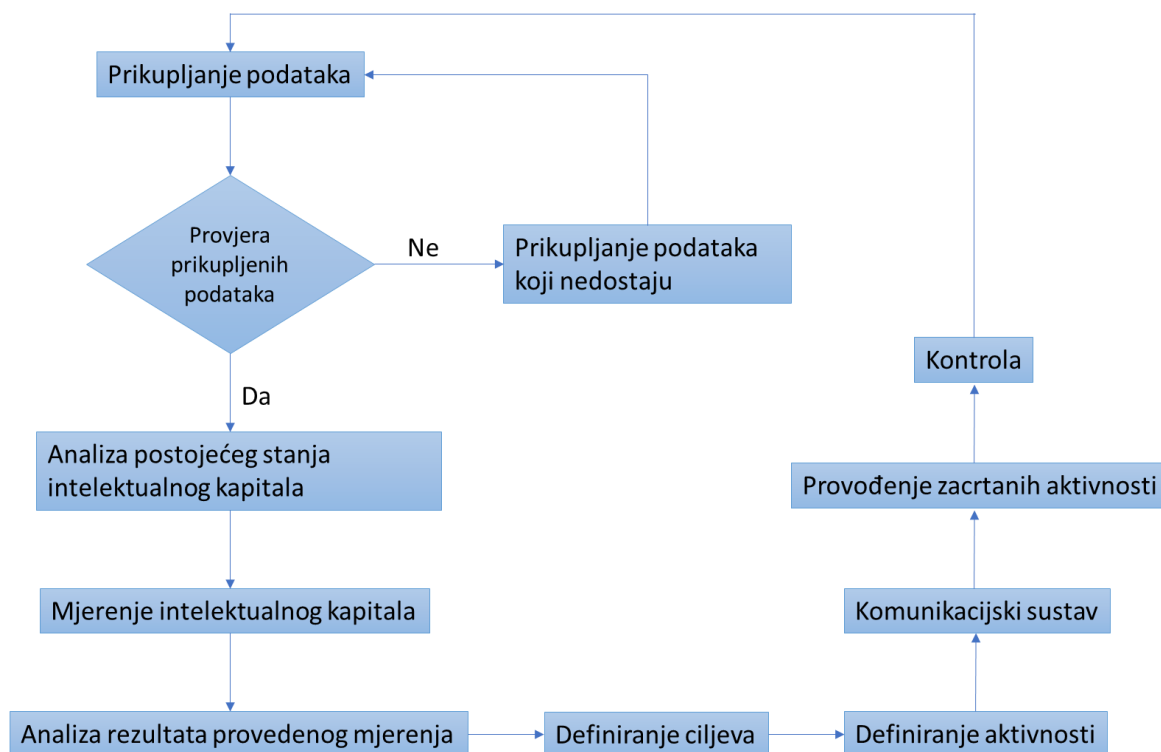 Prikupljanje podataka
Provjera
prikupljenih
podataka
Ne
Prikupljanje podataka
koji nedostaju
Da
Analiza postojećeg stanja
intelektualnog kapitala
Mjerenje intelektualnog kapitala
Analiza rezultata provedenog mjerenja
Definiranje ciljeva
Definiranje aktivnosti
Komunikacijski sustav
Provođenje zacrtanih aktivnosti
Kontrola